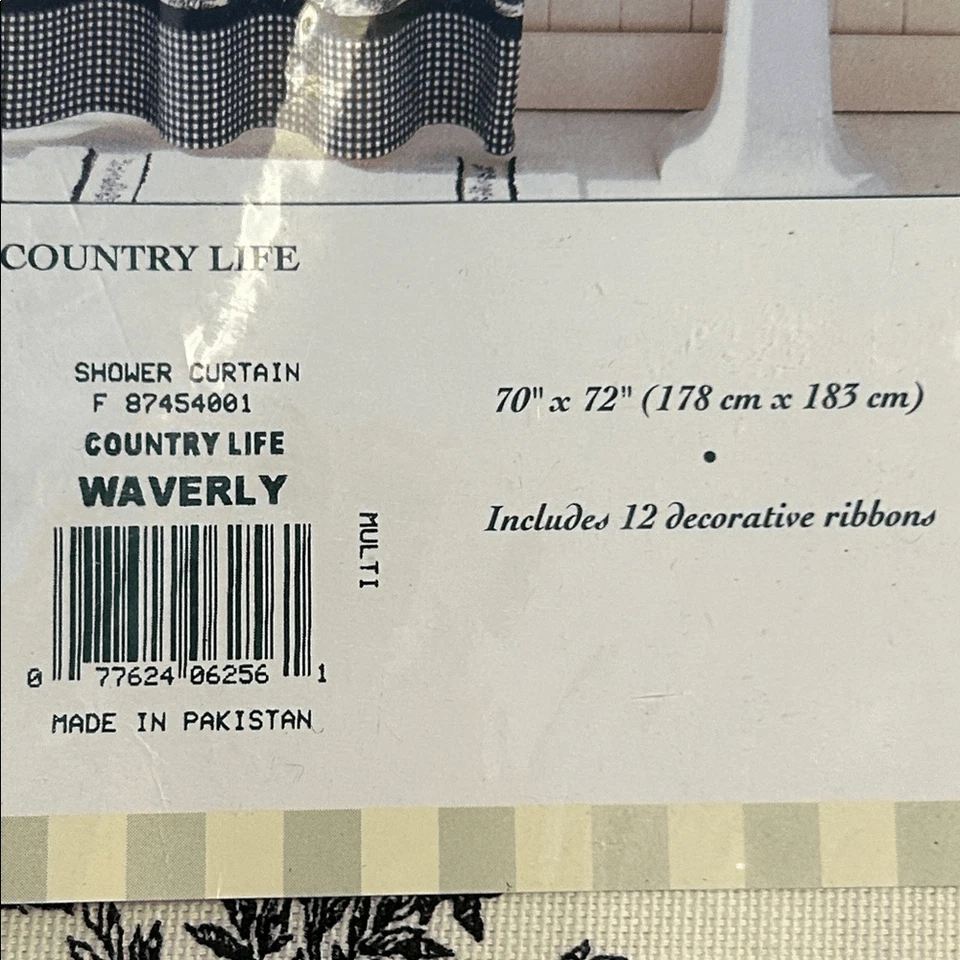 COUNTRY LIFE
SHOWER CURTAIN
F 87454001
COUNTRY LIFE
WAVERLY
MULTI
0 77624 06256 1
MADE IN PAKISTAN
70" x 72" (178 cm x 183 cm)
•
Includes 12 decorative ribbons